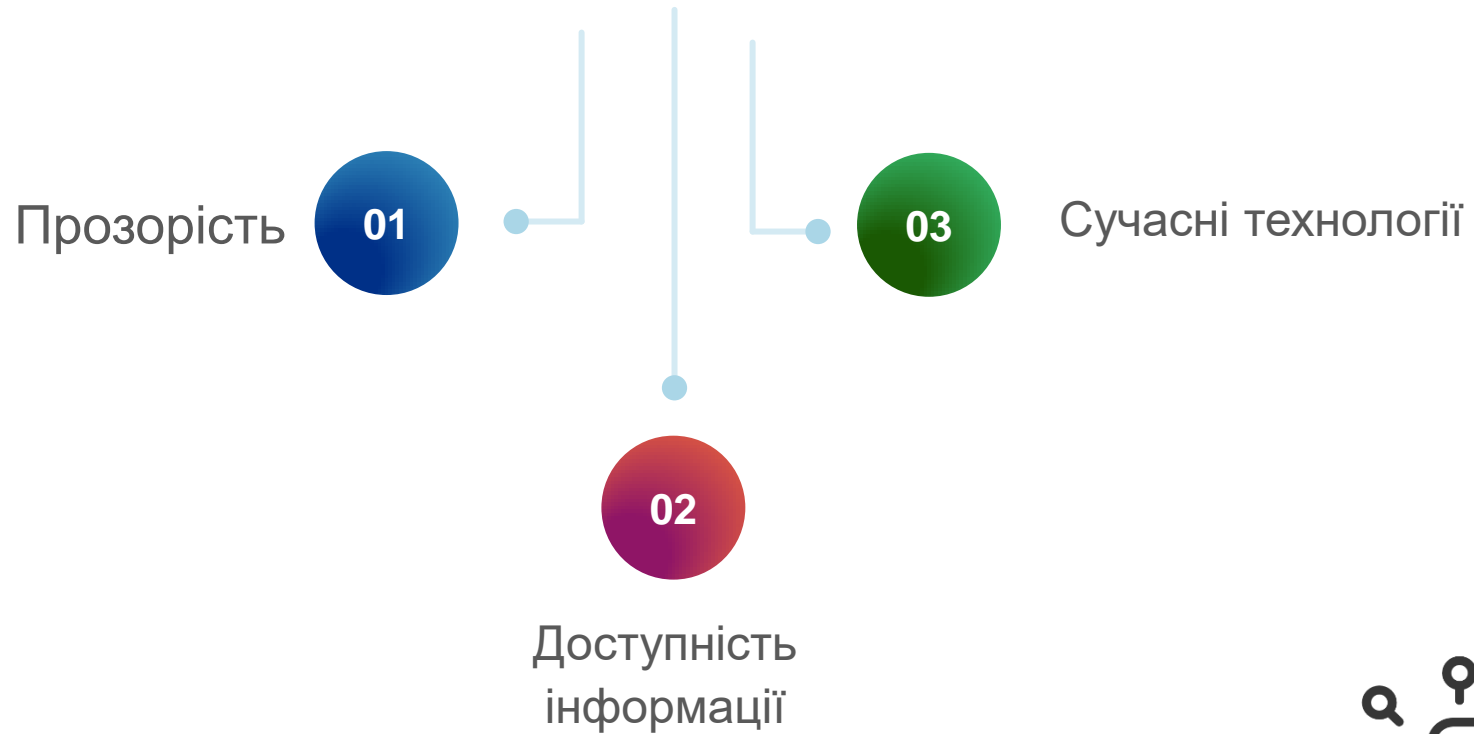 Прозорість
01
03
Сучасні технології
02
Доступність
інформації